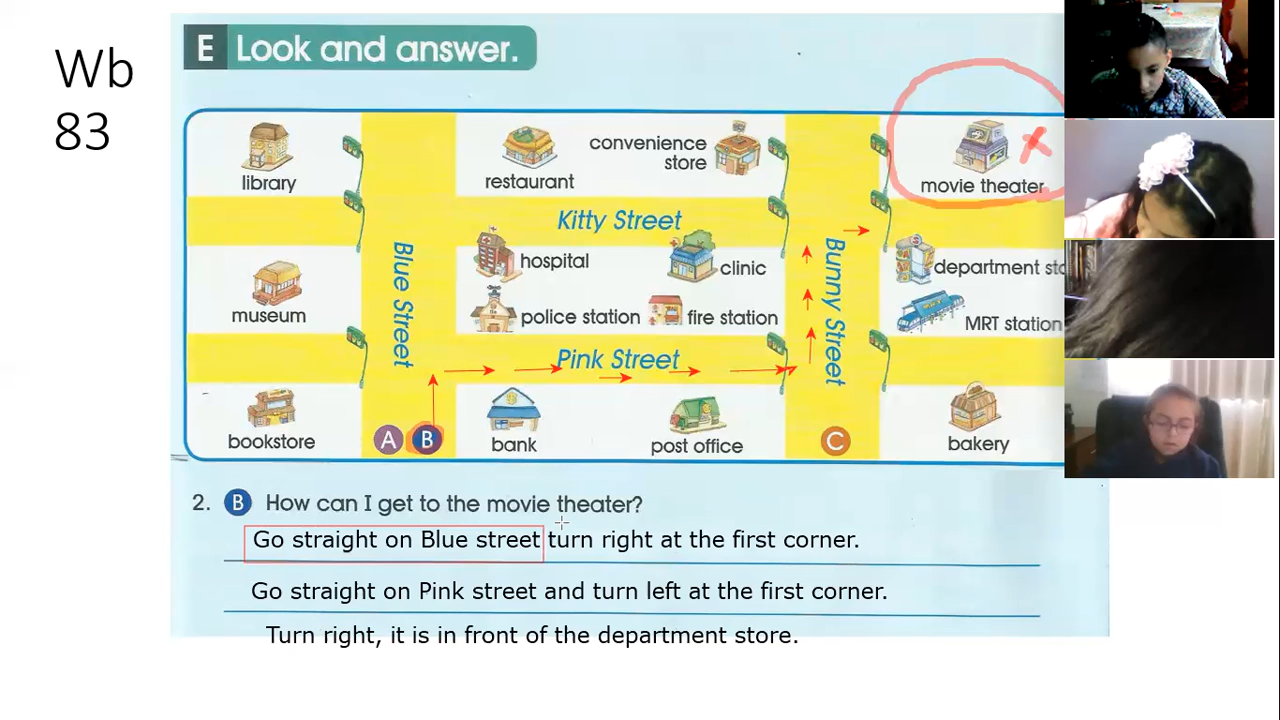 Wb
83
E Look and answer.
library
restaurant
convenience
store
movie theater
Kitty Street
Blue Street
hospital
clinic
Bunny Street
department sto
museum
police station
fire station
MRT station
Pink Street
bookstore
A
B
bank
post office
C
bakery
2. B How can I get to the movie theater?
Go straight on Blue street turn right at the first corner.
Go straight on Pink street and turn left at the first corner.
Turn right, it is in front of the department store.